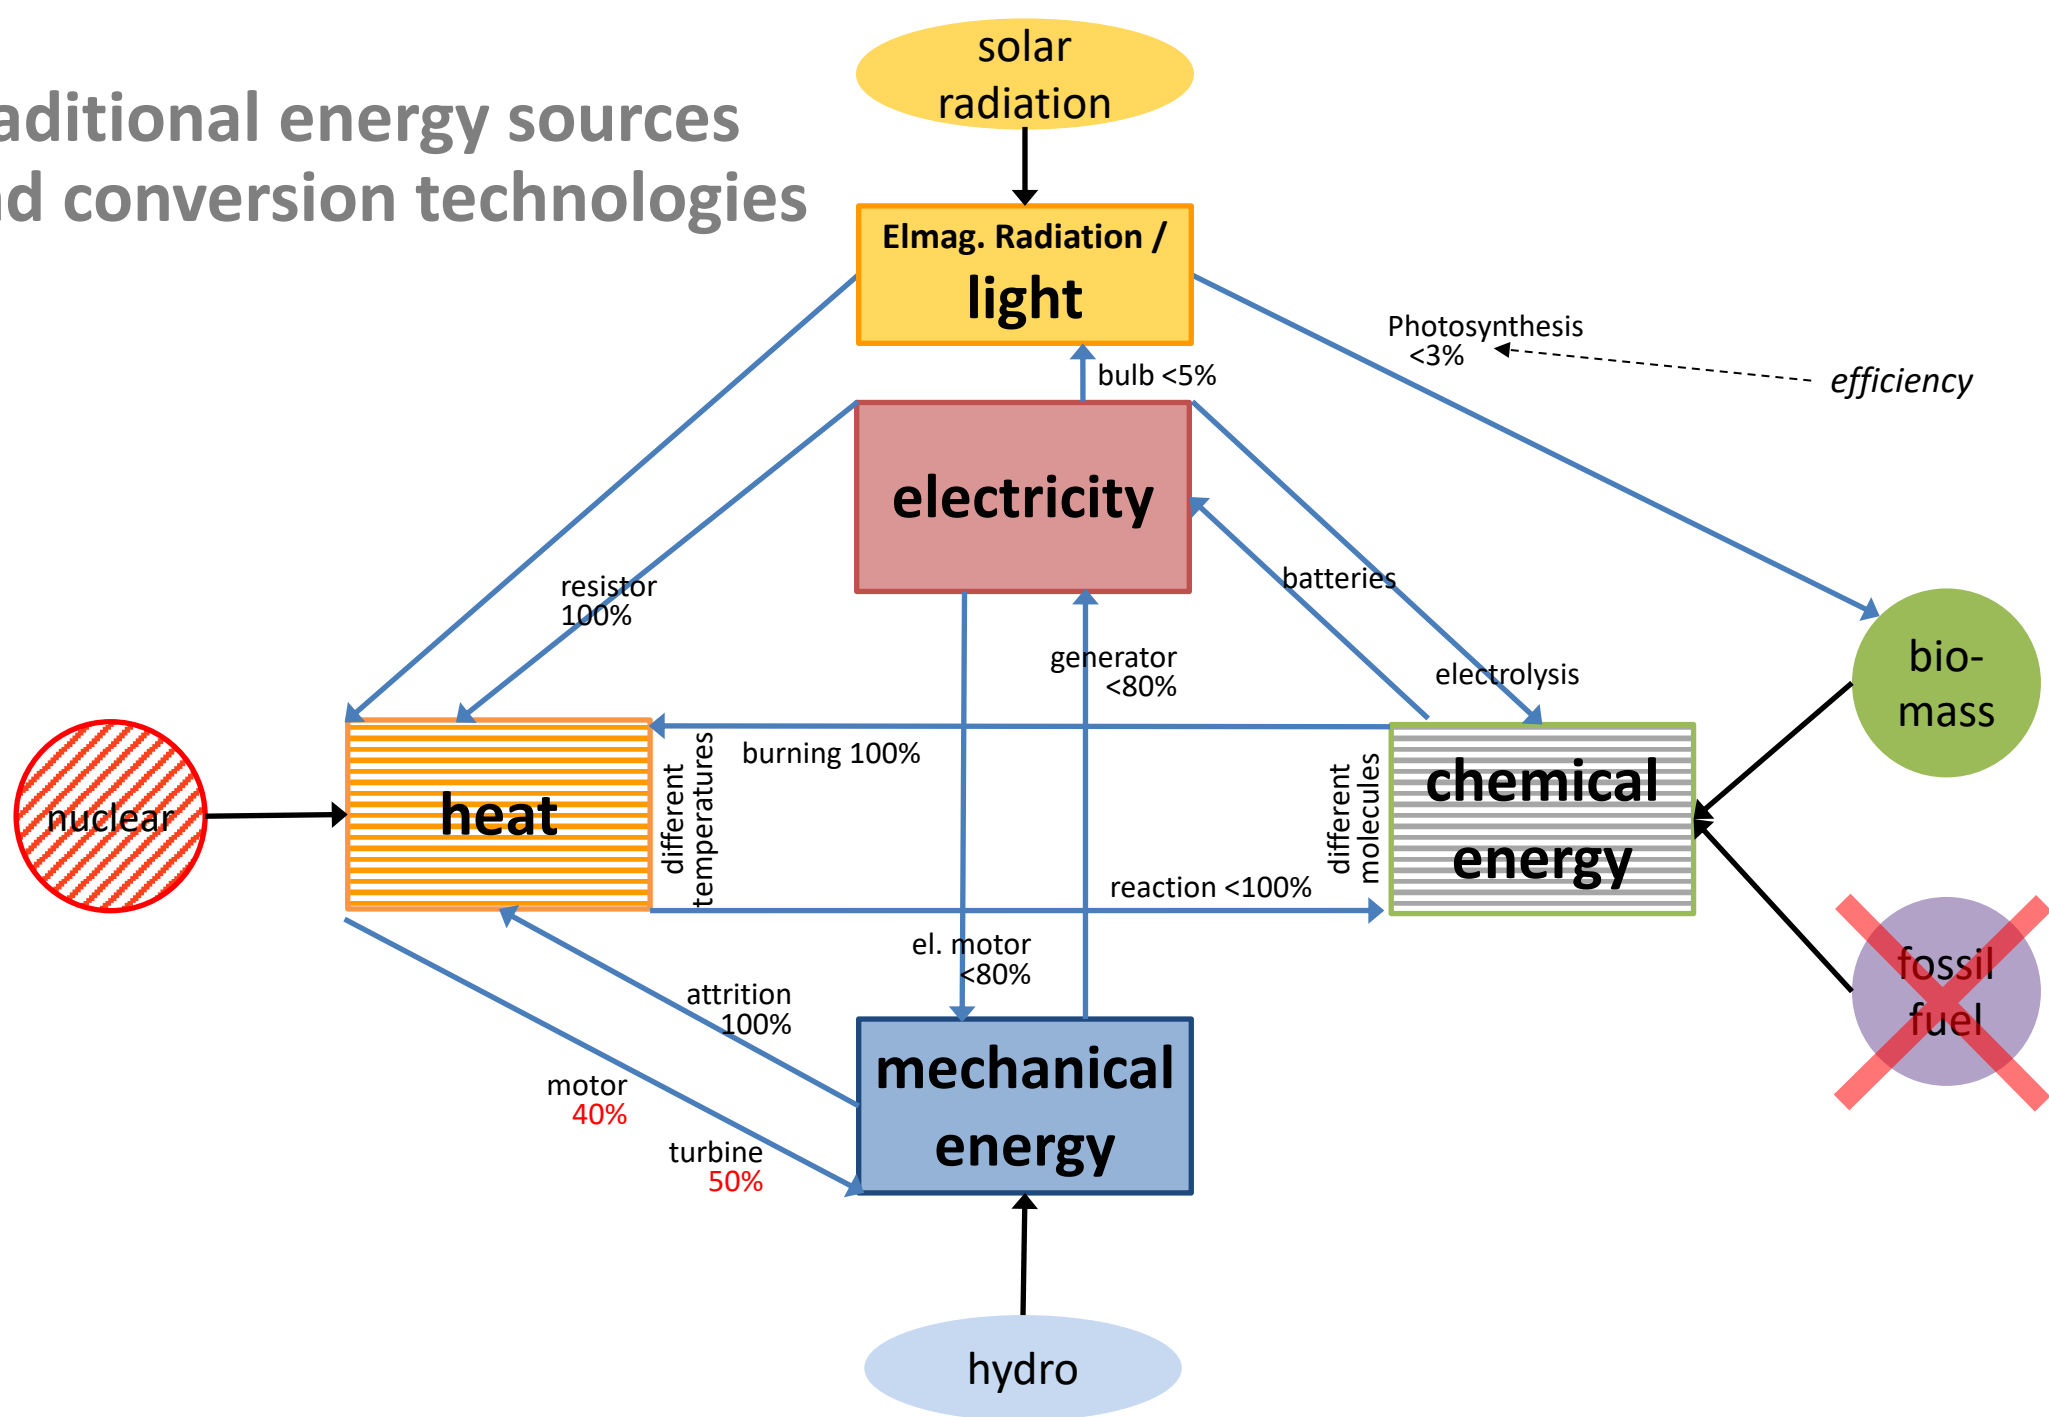 aditional energy sources
nd conversion technologies
solar
radiation
Elmag. Radiation /
light
bulb <5%
Photosynthesis
<3%
efficiency
electricity
resistor
100%
batteries
generator
<80%
electrolysis
bio-
mass
nuclear
heat
different
temperatures
burning 100%
different
molecules
chemical
energy
reaction <100%
el. motor
<80%
attrition
100%
fossil
fuel
motor
40%
turbine
50%
mechanical
energy
hydro